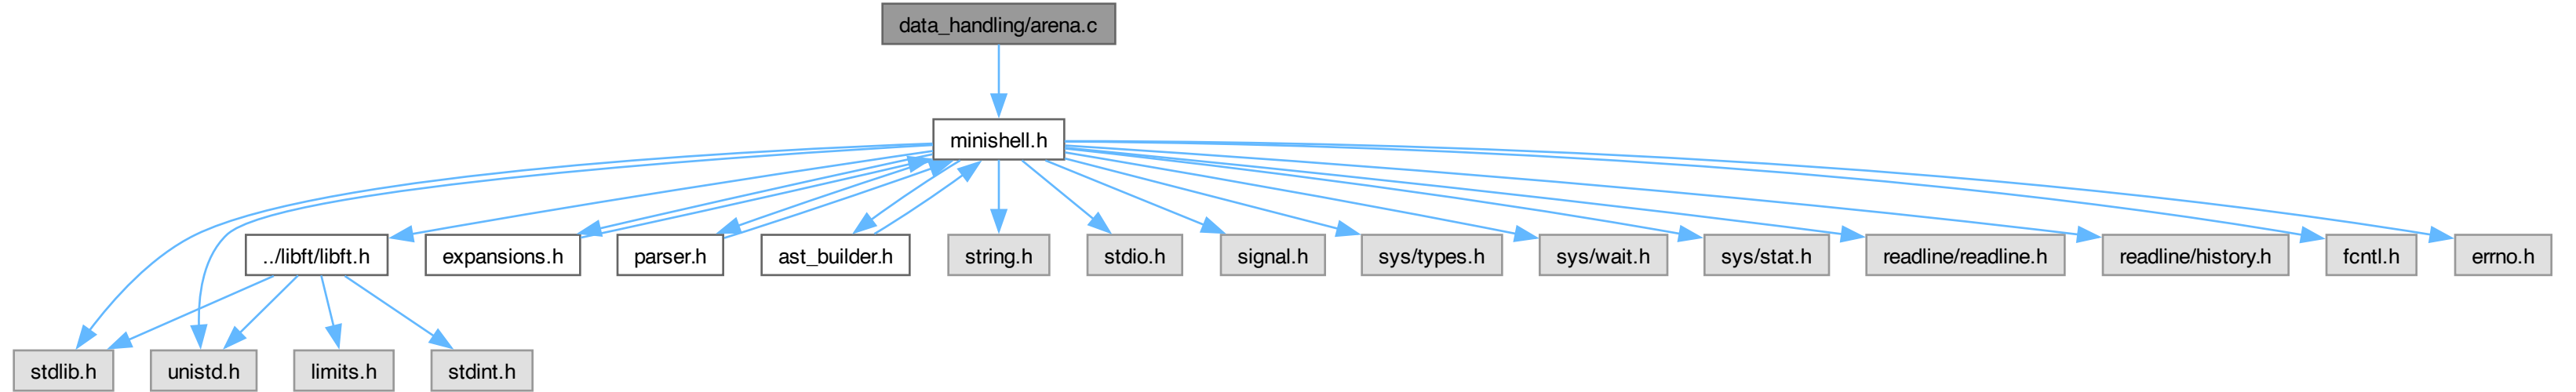 data_handling/arena.c
minishell.h
../libft/libft.h
expansions.h
parser.h
ast_builder.h
string.h
stdio.h
signal.h
sys/types.h
sys/wait.h
sys/stat.h
readline/readline.h
readline/history.h
fcntl.h
errno.h
stdlib.h
unistd.h
limits.h
stdint.h